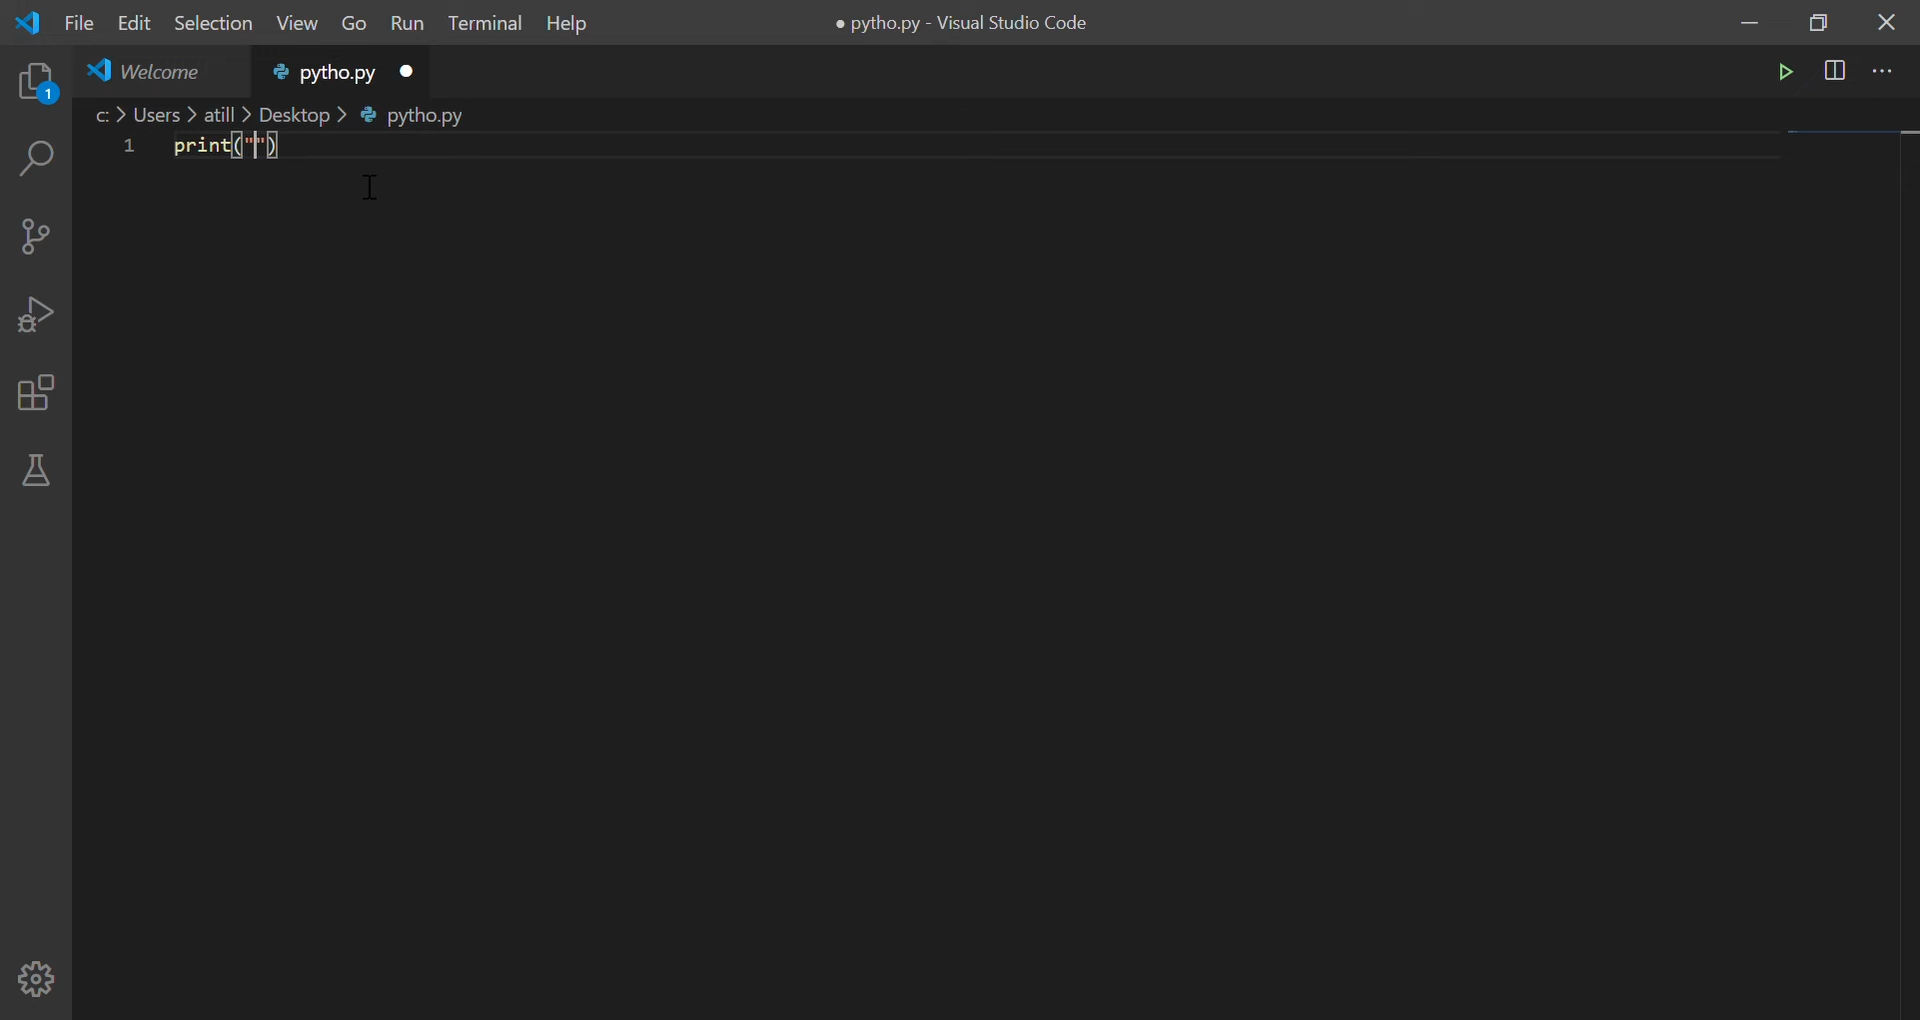 File Edit Selection View Go Run Terminal Help ● pytho.py - Visual Studio Code
Welcome pytho.py
c: > Users > atill > Desktop > pytho.py
1
1 print("")